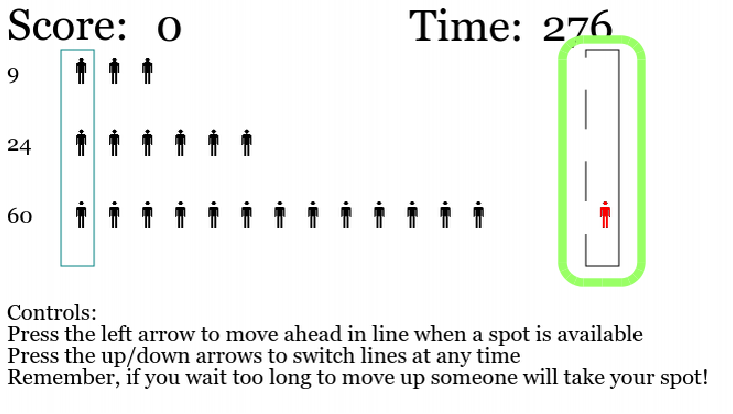 Score: 0 Time: 276
9
24
60
Controls:
Press the left arrow to move ahead in line when a spot is available
Press the up/down arrows to switch lines at any time
Remember, if you wait too long to move up someone will take your spot!